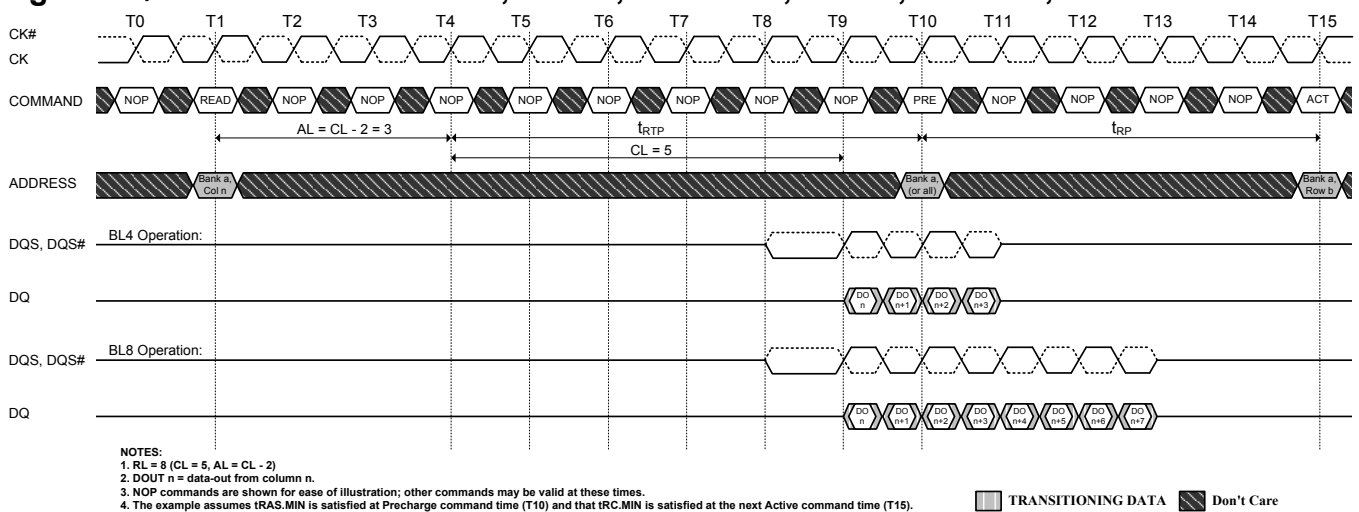 T0 T1 T2 T3 T4 T5 T6 T7 T8 T9 T10 T11 T12 T13 T14 T15
CK#
CK
COMMAND NOP READ NOP NOP NOP NOP NOP NOP NOP NOP PRE NOP NOP NOP NOP ACT
AL = CL - 2 = 3 tRTP tRP
CL = 5
ADDRESS Bank a, Col n Bank a, (or all) Bank a, Row b
BL4 Operation:
DQS, DQS#
DQ DO n DO n+1 DO n+2 DO n+3
BL8 Operation:
DQS, DQS#
DQ DO n DO n+1 DO n+2 DO n+3 DO n+4 DO n+5 DO n+6 DO n+7
NOTES:
1. RL = 8 (CL = 5, AL = CL - 2)
2. DOUT n = data-out from column n.
3. NOP commands are shown for ease of illustration; other commands may be valid at these times.
4. The example assumes tRAS.MIN is satisfied at Precharge command time (T10) and that tRC.MIN is satisfied at the next Active command time (T15).
TRANSITIONING DATA Don't Care